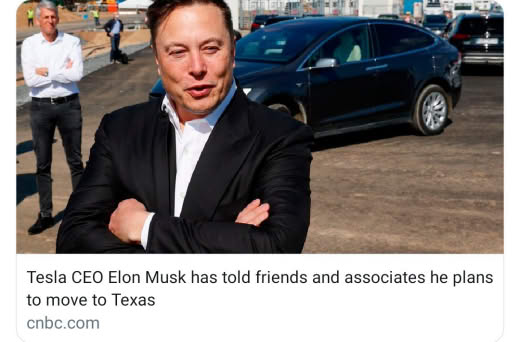 Tesla CEO Elon Musk has told friends and associates he plans
to move to Texas
cnbc.com